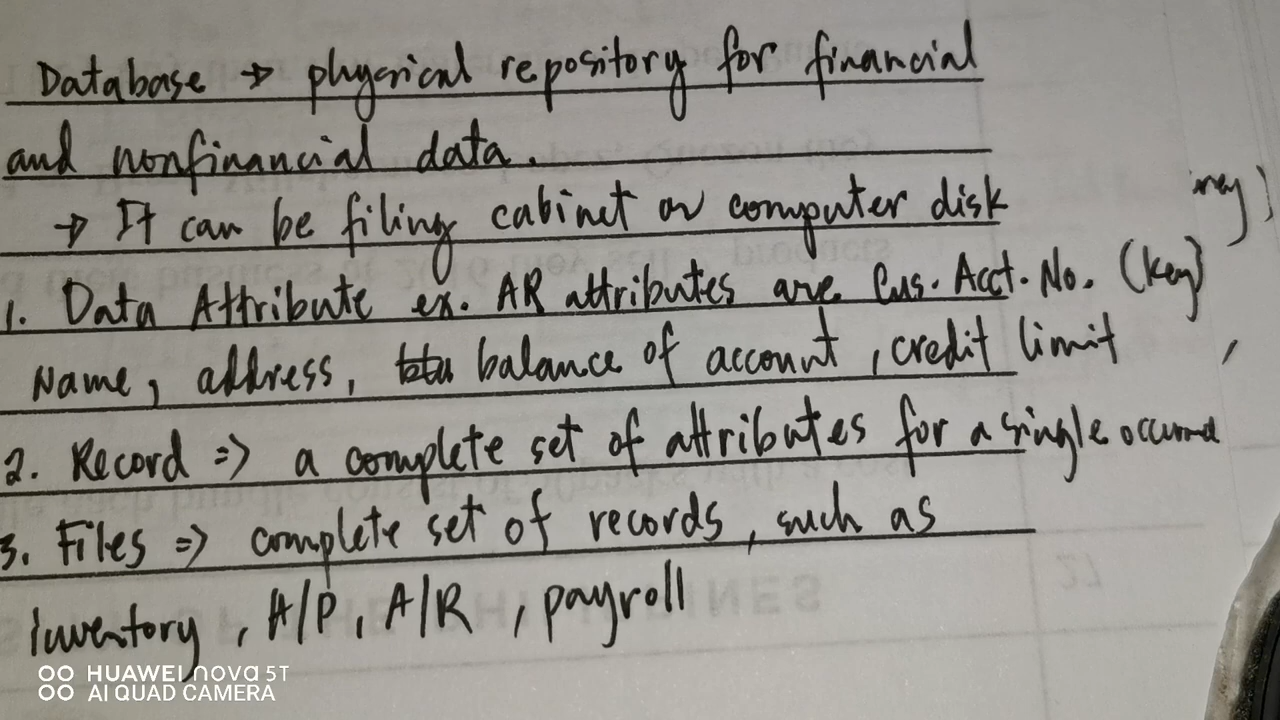 Database → physical repository for financial
and nonfinancial data.
→ It can be filing cabinet or computer disk
1. Data Attribute ex. AR attributes are Cus. Acct. No. (key)
Name, address, balance of account, credit limit
2. Record => a complete set of attributes for a single
3. Files => complete set of records, such as
inventory, A/P, A/R, payroll
HUAWEI nova 5T
AI QUAD CAMERA